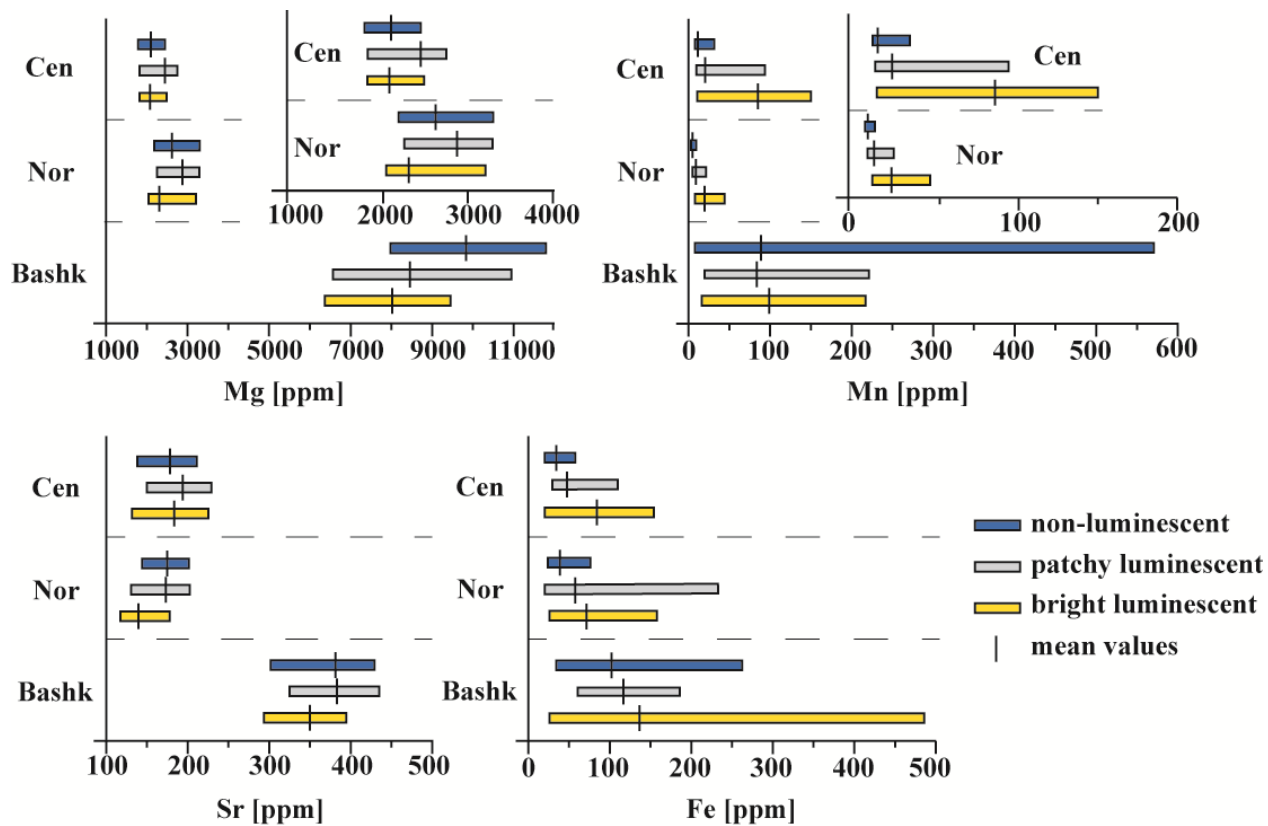 Cen
Nor
Bashk
1000 3000 5000 7000 9000 11000
Mg [ppm]
Cen
Nor
1000 2000 3000 4000
Cen
Nor
Bashk
0 100 200 300 400 500 600
Mn [ppm]
Cen
Nor
0 100 200
Cen
Nor
Bashk
100 200 300 400 500
Sr [ppm]
Cen
Nor
Bashk
0 100 200 300 400 500
Fe [ppm]
non-luminescent
patchy luminescent
bright luminescent
mean values